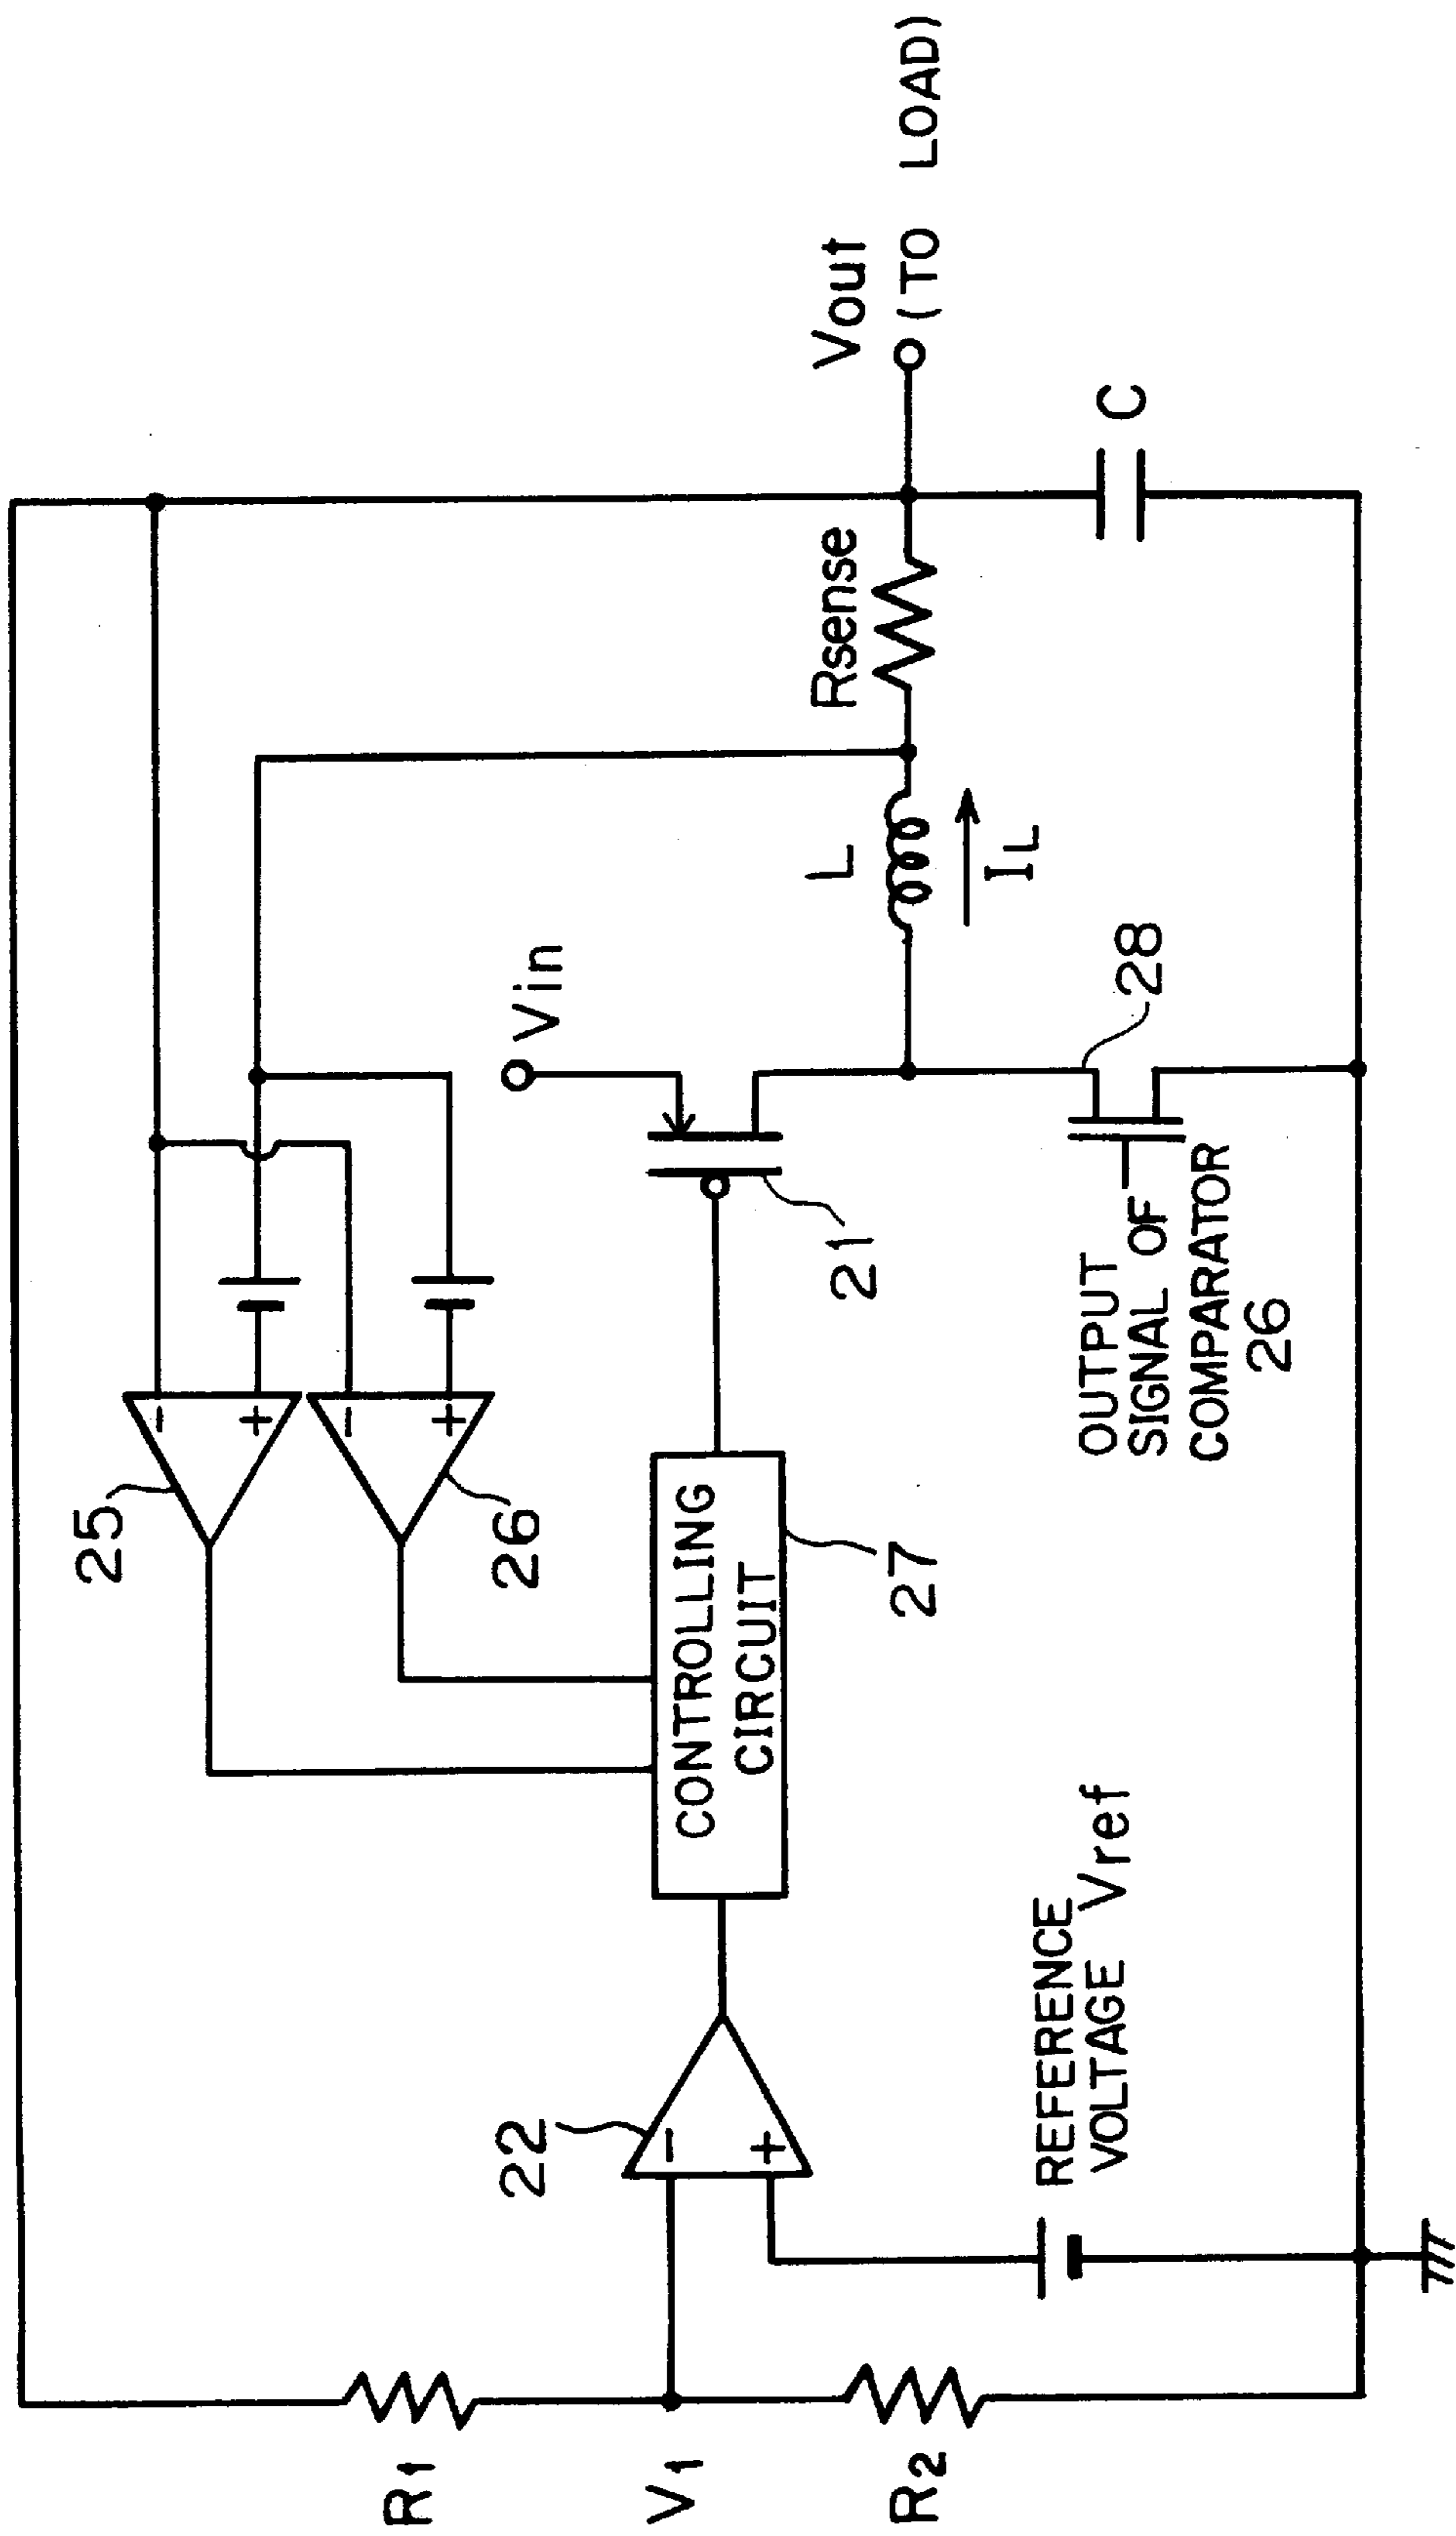 25
-
+
26
-
+
Vin
L
IL
Rsense
Vout
(TO LOAD)
C
R1
V1
R2
22
-
+
CONTROLLING
CIRCUIT
27
21
28
REFERENCE
VOLTAGE Vref
OUTPUT
SIGNAL OF
COMPARATOR
26